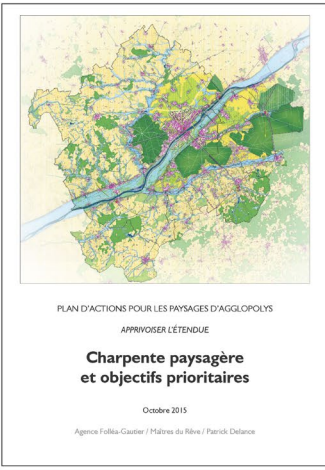 PLAN D'ACTIONS POUR LES PAYSAGES D'AGGLOPOLYS
APPRIVOISER L'ÉTENDUE
Charpente paysagère
et objectifs prioritaires
Octobre 2015
Agence Folléa-Gautier / Maîtres du Rêve / Patrick Delance